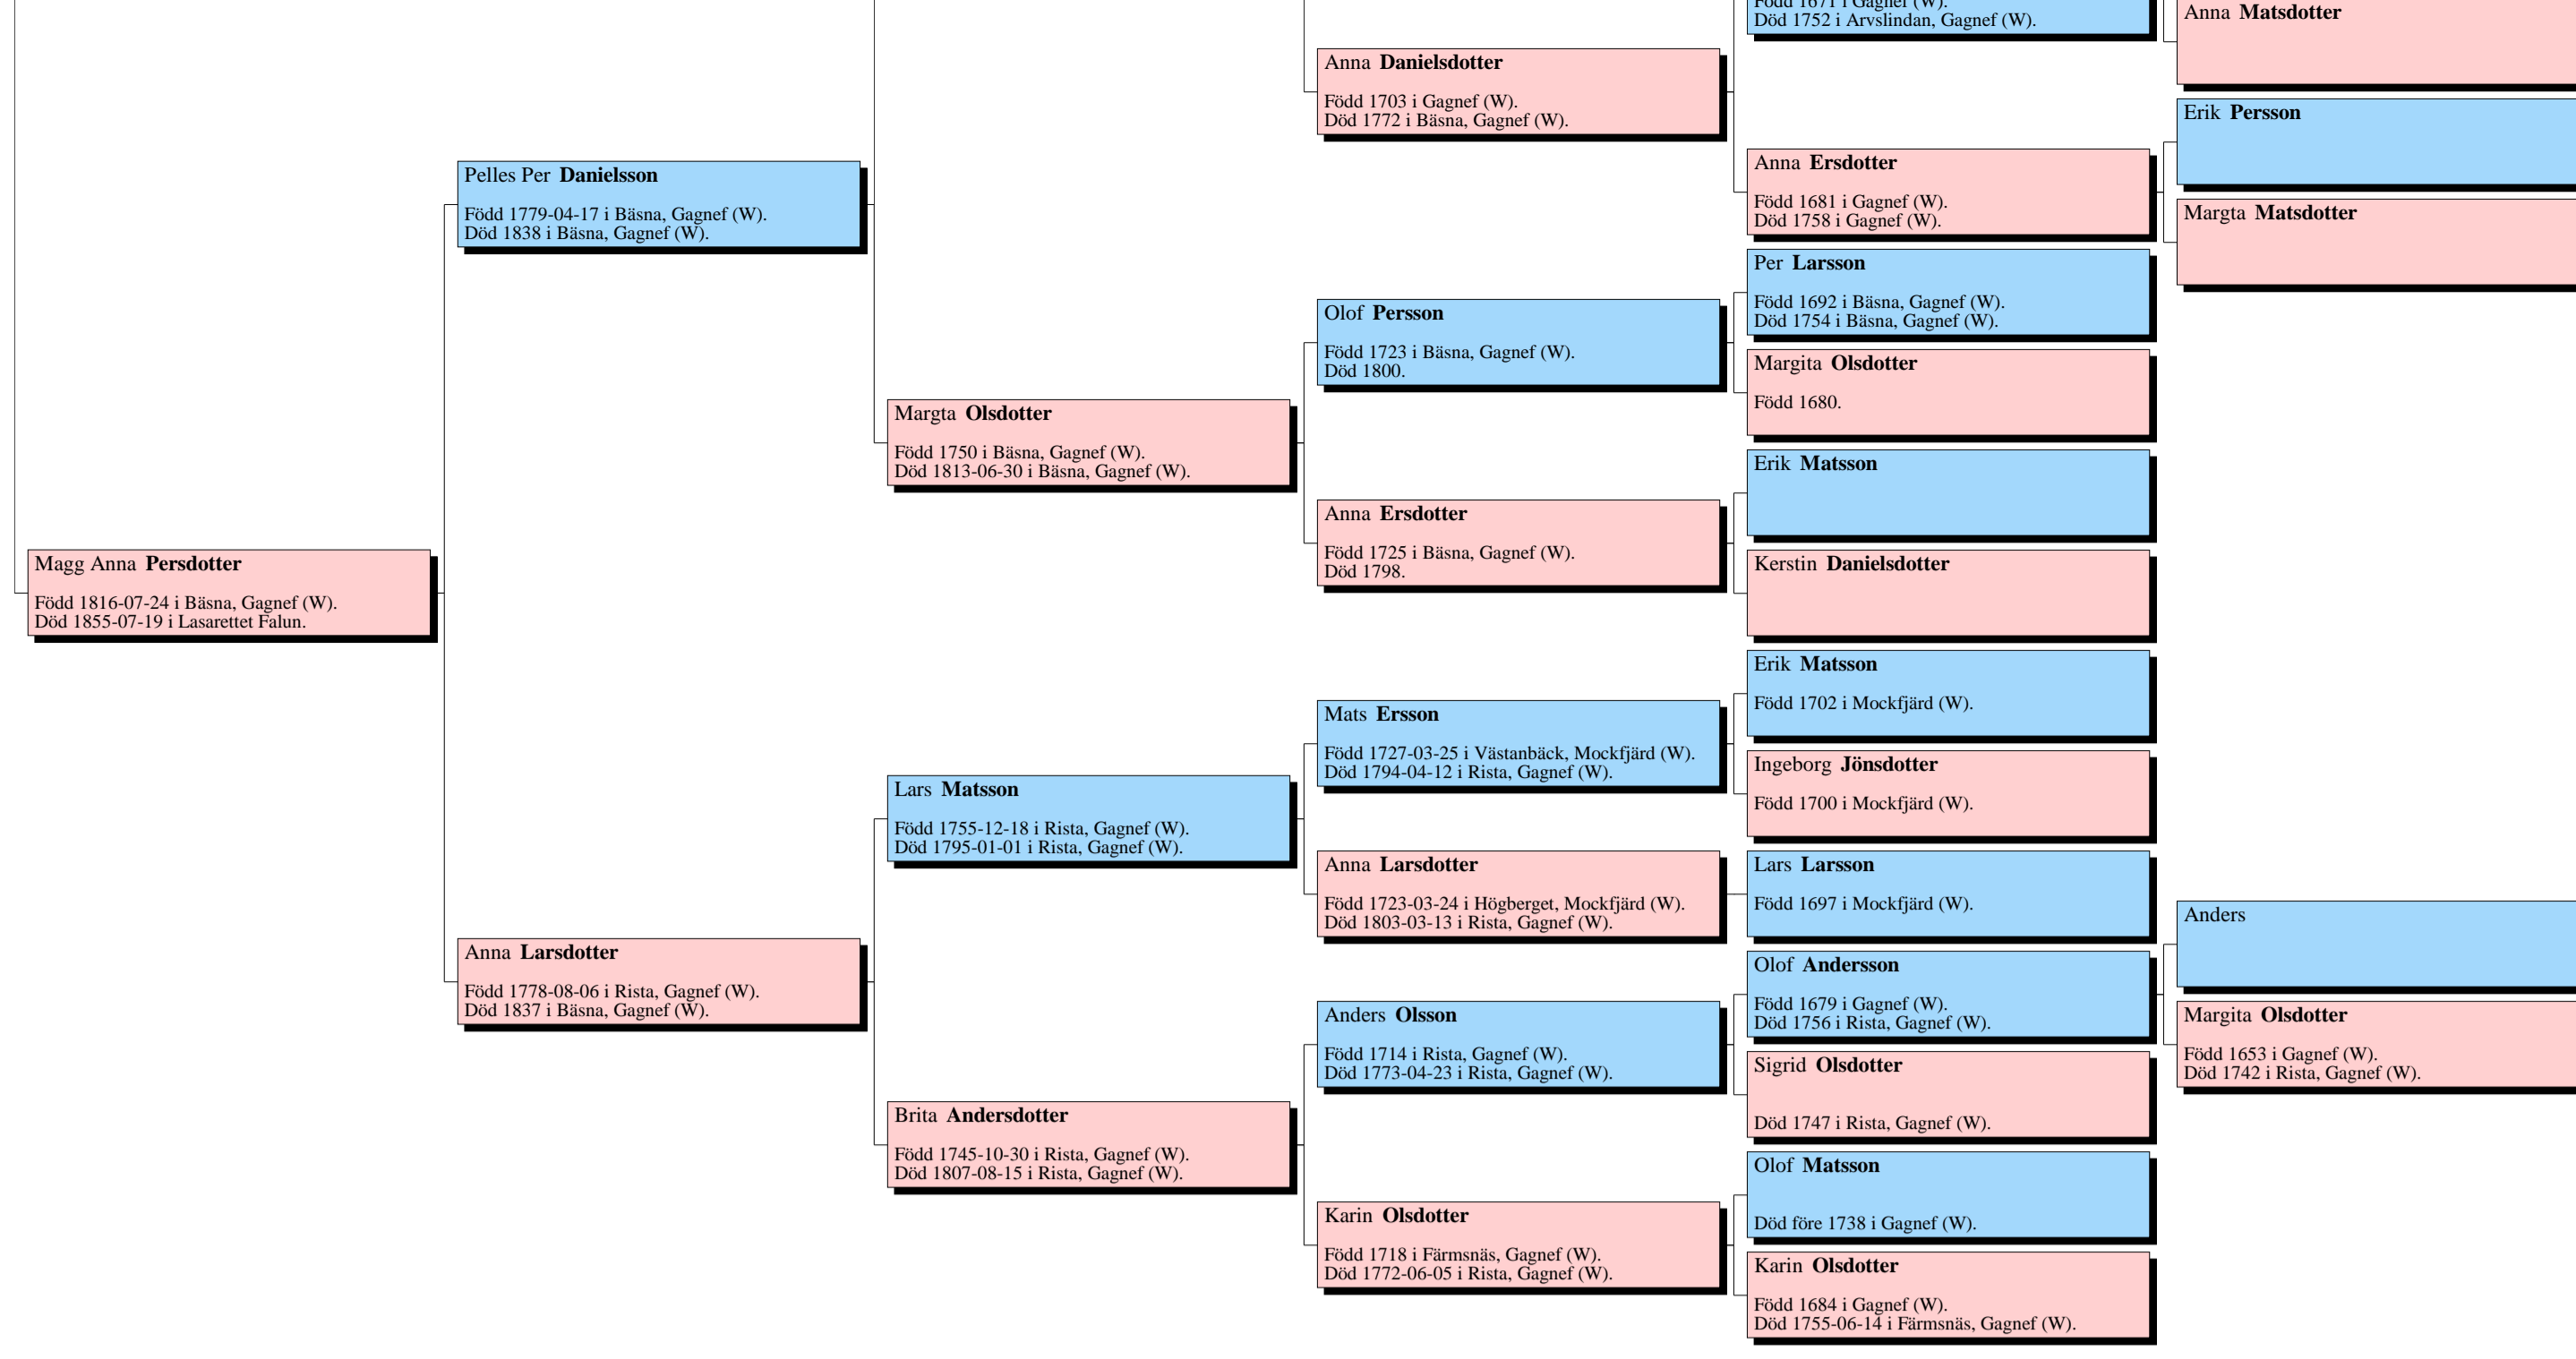 Magg Anna Persdotter
Född 1816-07-24 i Bäsna, Gagnef (W).
Död 1855-07-19 i Lasarettet Falun.
Pelles Per Danielsson
Född 1779-04-17 i Bäsna, Gagnef (W).
Död 1838 i Bäsna, Gagnef (W).
Anna Larsdotter
Född 1778-08-06 i Rista, Gagnef (W).
Död 1837 i Bäsna, Gagnef (W).
Margta Olsdotter
Född 1750 i Bäsna, Gagnef (W).
Död 1813-06-30 i Bäsna, Gagnef (W).
Lars Matsson
Född 1755-12-18 i Rista, Gagnef (W).
Död 1795-01-01 i Rista, Gagnef (W).
Brita Andersdotter
Född 1745-10-30 i Rista, Gagnef (W).
Död 1807-08-15 i Rista, Gagnef (W).
Anna Danielsdotter
Född 1703 i Gagnef (W).
Död 1772 i Bäsna, Gagnef (W).
Olof Persson
Född 1723 i Bäsna, Gagnef (W).
Död 1800.
Anna Ersdotter
Född 1725 i Bäsna, Gagnef (W).
Död 1798.
Mats Ersson
Född 1727-03-25 i Västanbäck, Mockfjärd (W).
Död 1794-04-12 i Rista, Gagnef (W).
Anna Larsdotter
Född 1723-03-24 i Högberget, Mockfjärd (W).
Död 1803-03-13 i Rista, Gagnef (W).
Anders Olsson
Född 1714 i Rista, Gagnef (W).
Död 1773-04-23 i Rista, Gagnef (W).
Karin Olsdotter
Född 1718 i Färmsnäs, Gagnef (W).
Död 1772-06-05 i Rista, Gagnef (W).
Född 1671 i Gagnef (W).
Död 1752 i Arvslindan, Gagnef (W).
Anna Ersdotter
Född 1681 i Gagnef (W).
Död 1758 i Gagnef (W).
Per Larsson
Född 1692 i Bäsna, Gagnef (W).
Död 1754 i Bäsna, Gagnef (W).
Margita Olsdotter
Född 1680.
Erik Matsson
Kerstin Danielsdotter
Erik Matsson
Född 1702 i Mockfjärd (W).
Ingeborg Jönsdotter
Född 1700 i Mockfjärd (W).
Lars Larsson
Född 1697 i Mockfjärd (W).
Olof Andersson
Född 1679 i Gagnef (W).
Död 1756 i Rista, Gagnef (W).
Sigrid Olsdotter
Död 1747 i Rista, Gagnef (W).
Olof Matsson
Död före 1738 i Gagnef (W).
Karin Olsdotter
Född 1684 i Gagnef (W).
Död 1755-06-14 i Färmsnäs, Gagnef (W).
Anna Matsdotter
Erik Persson
Margta Matsdotter
Anders
Margita Olsdotter
Född 1653 i Gagnef (W).
Död 1742 i Rista, Gagnef (W).